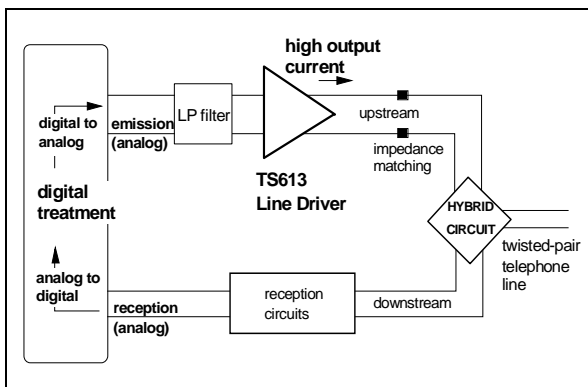 high output
current
LP filter
digital to
analog
emission
(analog)
upstream
impedance
matching
TS613
Line Driver
digital
treatment
HYBRID
CIRCUIT
twisted-pair
telephone
line
analog to
digital
reception
(analog)
reception
circuits
downstream